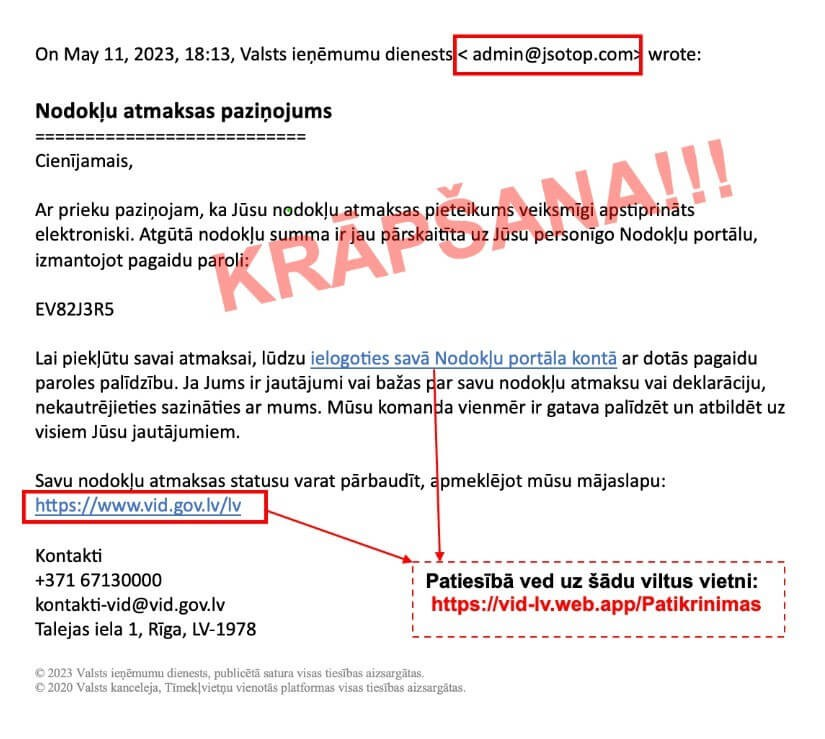 On May 11, 2023, 18:13, Valsts ieņēmumu dienests < admin@jsotop.com> wrote:
Nodokļu atmaksas paziņojums
===========================
Cienījamais,
KRĀPŠANA!!!
Ar prieku paziņojam, ka Jūsu nodokļu atmaksas pieteikums veiksmīgi apstiprināts
elektroniski. Atgūtā nodokļu summa ir jau pārskaitīta uz Jūsu personīgo Nodokļu portālu,
izmantojot pagaidu paroli:
EV82J3R5
Lai piekļūtu savai atmaksai, lūdzu ielogoties savā Nodokļu portāla kontā ar dotās pagaidu
paroles palīdzību. Ja Jums ir jautājumi vai bažas par savu nodokļu atmaksu vai deklarāciju,
nekautrējieties sazināties ar mums. Mūsu komanda vienmēr ir gatava palīdzēt un atbildēt uz
visiem Jūsu jautājumiem.
Savu nodokļu atmaksas statusu varat pārbaudīt, apmeklējot mūsu mājaslapu:
https://www.vid.gov.lv/lv
Kontakti
+371 67130000
kontakti-vid@vid.gov.lv
Talejas iela 1, Rīga, LV-1978
Patiesībā ved uz šādu viltus vietni:
https://vid-lv.web.app/Patikrinimas
© 2023 Valsts ieņēmumu dienests, publicētā satura visas tiesības aizsargātas.
© 2020 Valsts kanceleja, Tīmekļvietņu vienotās platformas visas tiesības aizsargātas.